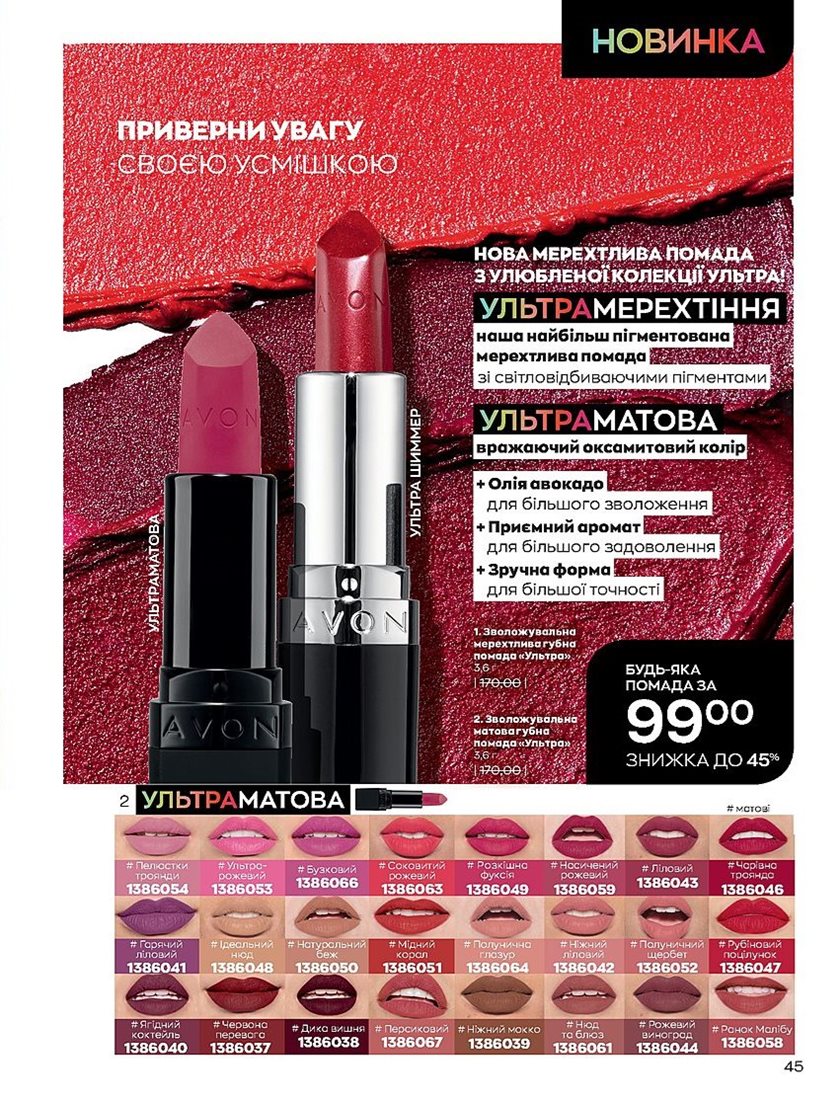 НОВИНКА
ПРИВЕРНИ УВАГУ
СВОЄЮ УСМІШКОЮ
НОВА МЕРЕХТЛИВА ПОМАДА
З УЛЮБЛЕНОЇ КОЛЕКЦІЇ УЛЬТРА!
УЛЬТРАМЕРЕХТІННЯ
наша найбільш пігментована
мерехтлива помада
зі світловідбиваючими пігментами
УЛЬТРАМАТОВА
вражаючий оксамитовий колір
+ Олія авокадо
для більшого зволоження
+ Приємний аромат
для більшого задоволення
+ Зручна форма
для більшої точності
AVON
AVON
УЛЬТРАМАТОВА
УЛЬТРА ШИММЕР
AVON
AVON
1. Зволожувальна
мерехтлива губна
помада «Ультра»
3,6 г
| 170,00 |
2. Зволожувальна
матова губна
помада «Ультра»
3,6 г
| 170,00 |
БУДЬ-ЯКА
ПОМАДА ЗА
99⁰⁰
ЗНИЖКА ДО 45%
2 УЛЬТРАМАТОВА
# матові
# Пелюстки троянди 1386054
# Ультра-рожевий 1386053
# Бузковий 1386066
# Соковитий рожевий 1386063
# Розкішна фуксія 1386049
# Насичений рожевий 1386059
# Ліловий 1386043
# Чарівна троянда 1386046
# Гарячий ліловий 1386041
# Ідеальний нюд 1386048
# Натуральний беж 1386050
# Мідний корал 1386051
# Полунична глазур 1386064
# Ніжний ліловий 1386042
# Полуничний щербет 1386052
# Рубіновий поцілунок 1386047
# Ягідний коктейль 1386040
# Червона перевага 1386037
# Дика вишня 1386038
# Персиковий 1386067
# Ніжний мокко 1386039
# Нюд та блюз 1386061
# Рожевий виноград 1386044
# Ранок Малібу 1386058
45